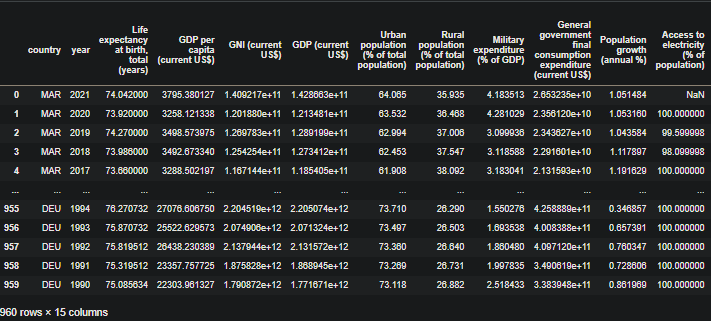 country year Life expectancy at birth, total (years) GDP per capita (current US$) GNI (current US$) GDP (current US$) Urban population (% of total population) Rural population (% of total population) Military expenditure (% of GDP) General government final consumption expenditure (current US$) Population growth (annual %) Access to electricity (% of population)
0 MAR 2021 74.042000 3795.380127 1.409217e+11 1.428663e+11 64.065 35.935 4.183513 2.653235e+10 1.051484 NaN
1 MAR 2020 73.920000 3258.121338 1.201880e+11 1.213481e+11 63.532 36.468 4.281029 2.356120e+10 1.053160 100.000000
2 MAR 2019 74.270000 3498.573975 1.269783e+11 1.289199e+11 62.994 37.006 3.099936 2.343627e+10 1.043584 99.599998
3 MAR 2018 73.986000 3492.673340 1.254254e+11 1.273412e+11 62.453 37.547 3.118588 2.291601e+10 1.117897 98.099998
4 MAR 2017 73.660000 3288.502197 1.167144e+11 1.185405e+11 61.908 38.092 3.183041 2.131593e+10 1.191629 100.000000
... ... ... ... ... ... ... ... ... ... ... ... ...
955 DEU 1994 76.270732 27076.606750 2.204519e+12 2.205074e+12 73.710 26.290 1.550276 4.258889e+11 0.346857 100.000000
956 DEU 1993 75.870732 25522.629573 2.074906e+12 2.071324e+12 73.497 26.503 1.693538 4.008388e+11 0.657391 100.000000
957 DEU 1992 75.819512 26438.230389 2.137944e+12 2.131572e+12 73.360 26.640 1.860480 4.097120e+11 0.760347 100.000000
958 DEU 1991 75.319512 23357.757725 1.875828e+12 1.868945e+12 73.269 26.731 1.997835 3.490619e+11 0.728606 100.000000
959 DEU 1990 75.085634 22303.961327 1.790872e+12 1.771671e+12 73.118 26.882 2.518433 3.383948e+11 0.861969 100.000000
960 rows × 15 columns